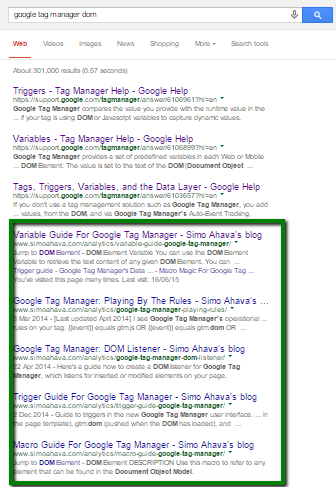 google tag manager dom
Web Videos Images News Shopping More Search tools
About 301,000 results (0.57 seconds)
Triggers - Tag Manager Help - Google Help
https://support.google.com/tagmanager/answer/6106961?hl=en
Google Tag Manager compares the value you provide with the runtime value in the
... if your tag is using DOM or Javascript variables to capture dynamic values.
Variables - Tag Manager Help - Google Help
https://support.google.com/tagmanager/answer/6106899?hl=en
Google Tag Manager provides a set of predefined variables in each Web or Mobile
... DOM Element: The value is set to the text of the DOM (Document Object ...
Tags, Triggers, Variables, and the Data Layer - Google Help
https://support.google.com/tagmanager/answer/6103657?hl=en
If you don't use a tag management solution such as Google Tag Manager, you add
... values, from the DOM, and via Google Tag Manager's Auto-Event Tracking.
Variable Guide For Google Tag Manager - Simo Ahava's blog
www.simoahava.com/analytics/variable-guide-google-tag-manager/
Jump to DOM Element - DOM Element Variable You can use the DOM Element
Variable to retrieve the text content of any given DOM Element. You can ...
Trigger guide - Google Tag Manager's Data ... - Macro Magic For Google Tag ...
You've visited this page many times. Last visit: 16/06/15
Google Tag Manager: Playing By The Rules - Simo Ahava's ...
www.simoahava.com/analytics/google-tag-manager-playing-rules/
5 Mar 2014 - [Last updated April 2014] I see Google Tag Manager's operational ...
rules on your tag: {{event}} equals gtm.js OR {{event}} equals gtm.dom OR ...
Google Tag Manager: DOM Listener - Simo Ahava's blog
www.simoahava.com/analytics/google-tag-manager-dom-listener/
22 Apr 2014 - Here's a guide how to create a DOM listener for Google Tag
Manager, which listens for inserted or modified elements on your page.
Trigger Guide For Google Tag Manager - Simo Ahava's blog
www.simoahava.com/analytics/trigger-guide-google-tag-manager/
2 Dec 2014 - Guide to triggers in the new Google Tag Manager user interface. ... in
the page template), gtm.dom (pushed when the DOM has loaded), and ...
Macro Guide For Google Tag Manager - Simo Ahava's blog
www.simoahava.com/analytics/macro-guide-google-tag-manager/
Jump to DOM Element - DOM Element DESCRIPTION Use this macro to refer to any
element that can be found in the Document Object Model.